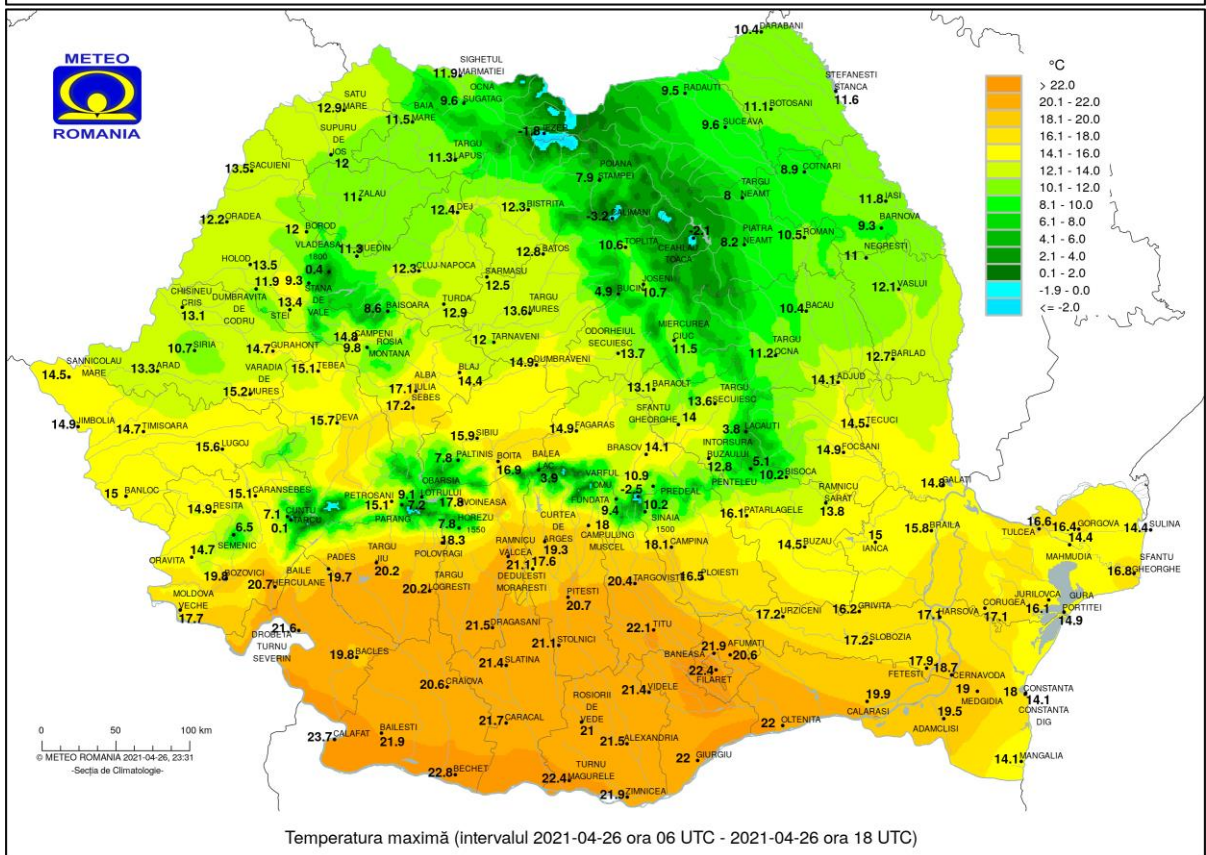 METEO
ROMANIA
°C
> 22.0
20.1 - 22.0
18.1 - 20.0
16.1 - 18.0
14.1 - 16.0
12.1 - 14.0
10.1 - 12.0
8.1 - 10.0
6.1 - 8.0
4.1 - 6.0
2.1 - 4.0
0.1 - 2.0
-1.9 - 0.0
<= -2.0
10.4 DARABANI
SIGHETUL
11.9 MARMATIEI
OCNA
9.6 SUGATAG
9.5 RADAUTI
STEFANESTI
STANCA
11.6
SATU
12.9 MARE
BAIA
11.5 MARE
11.1 BOTOSANI
9.6 SUCEAVA
-1.8 IEZER
SUPURU
DE
JOS
12
TARGU
11.3 LAPUS
POIANA
7.9 STAMPEI
8.9 COTNARI
13.5 SACUIENI
11 ZALAU
TARGU
8 NEAMT
11.8 IASI
12.2 ORADEA
12.4 DEJ
12.3 BISTRITA
-3.2 CALIMANI
BARNOVA
9.3
12 BOROD
-2.1
CEAHLAU
TOACA
PIATRA
8.2 NEAMT
10.5 ROMAN
VLADEASA
1800
0.4
11.3 HUEDIN
12.8 BATOS
10.6 TOPLITA
NEGRESTI
11
HOLOD
13.5
12.3 CLUJ-NAPOCA
SARMASU
12.5
JOSENI
10.7
BUCIN
4.9
12.1 VASLUI
11.9
DUMBRAVITA
DE
CODRU
9.3
STANA
DE
VALE
CHISINEU
CRIS
13.1
13.4
STEI
8.6 BAISOARA
TURDA
12.9
TARGU
13.6 MURES
10.4 BACAU
14.8 CAMPENI
9.8 ROSIA
MONTANA
12 TARNAVENI
ODORHEIUL
SECUIESC
13.7
MIERCUREA
CIUC
11.5
10.7 SIRIA
14.7 GURAHONT
TARGU
11.2 OCNA
12.7 BARLAD
SANNICOLAU
MARE
14.5
13.3 ARAD
15.1 TEBEA
BLAJ
14.4
14.9 DUMBRAVENI
VARADIA
DE
15.2 MURES
ALBA
17.1 IULIA
17.2 SEBES
13.1 BARAOLT
TARGU
13.6 SECUIESC
14.1 ADJUD
14.9 JIMBOLIA
14.7 TIMISOARA
15.7 DEVA
14.9 FAGARAS
SFANTU
GHEORGHE 14
3.8 LACAUTI
14.5 TECUCI
15.6 LUGOJ
15.9 SIBIU
BRASOV 14.1
INTORSURA
BUZAULUI
12.8
14.9 FOCSANI
7.8 PALTINIS
BOITA
16.9
BALEA
LAC
3.9
VARFUL
OMU
-2.5
10.9
5.1
PENTELEU
BISOCA
10.2
15 BANLOC
15.1 CARANSEBES
OBARSIA
9.1 LOTRULUI
PETROSANI
15.1
-7.2
PARANG
17.8 VOINEASA
FUNDATA
9.4
PREDEAL
10.2
SINAIA
1500
RAMNICU
SARAT
13.8
14.8 GALATI
14.9 RESITA
CUNTU
7.1
TARCU
0.1
7.8
1550
HOREZU
18.3
POLOVRAGI
CURTEA
DE
ARGES
19.3
18
CAMPULUNG
MUSCEL
16.1 PATARLAGELE
6.5
SEMENIC
RAMNICU
VALCEA
21.1
17.6
DEDULESTI
MORARESTI
18.1 CAMPINA
14.5 BUZAU
15
IANCA
15.8 BRAILA
16.6
TULCEA
16.4 GORGOVA
14.4
MAHMUDIA
14.4 SULINA
14.7
ORAVITA
19.8 BOZOVICI
BAILE
20.7 HERCULANE
PADES
19.7
TARGU
JIU
20.2
TARGU
20.2 LOGRESTI
20.4 TARGOVISTE
16.5 PLOIESTI
SFANTU
16.8 GHEORGHE
MOLDOVA
VECHE
17.7
PITESTI
20.7
17.2 URZICENI
16.2 GRIVITA
17.1 HARSOVA
CORUGEA
17.1
JURILOVCA
16.1
GURA
PORTITEI
14.9
21.6
DROBETA
TURNU
SEVERIN
21.5 DRAGASANI
21.1 STOLNICI
22.1 TITU
17.2 SLOBOZIA
19.8 BACLES
21.4 SLATINA
BANEASA
21.9
AFUMATI
20.6
22.4
FILARET
17.9
FETESTI
18.7
CERNAVODA
20.6 CRAIOVA
ROSIORII
DE
VEDE
21
21.4 VIDELE
19.9
CALARASI
19
MEDGIDIA
18
CONSTANTA
14.1
CONSTANTA
DIG
19.5
ADAMCLISI
21.7 CARACAL
22 OLTENITA
23.7 CALAFAT
BAILESTI
21.9
21.5 ALEXANDRIA
22 GIURGIU
14.1 MANGALIA
22.8 BECHET
TURNU
22.4 MAGURELE
21.9 ZIMNICEA
0 50 100 km
© METEO ROMANIA 2021-04-26, 23:31
-Secția de Climatologie-
Temperatura maximă (intervalul 2021-04-26 ora 06 UTC - 2021-04-26 ora 18 UTC)